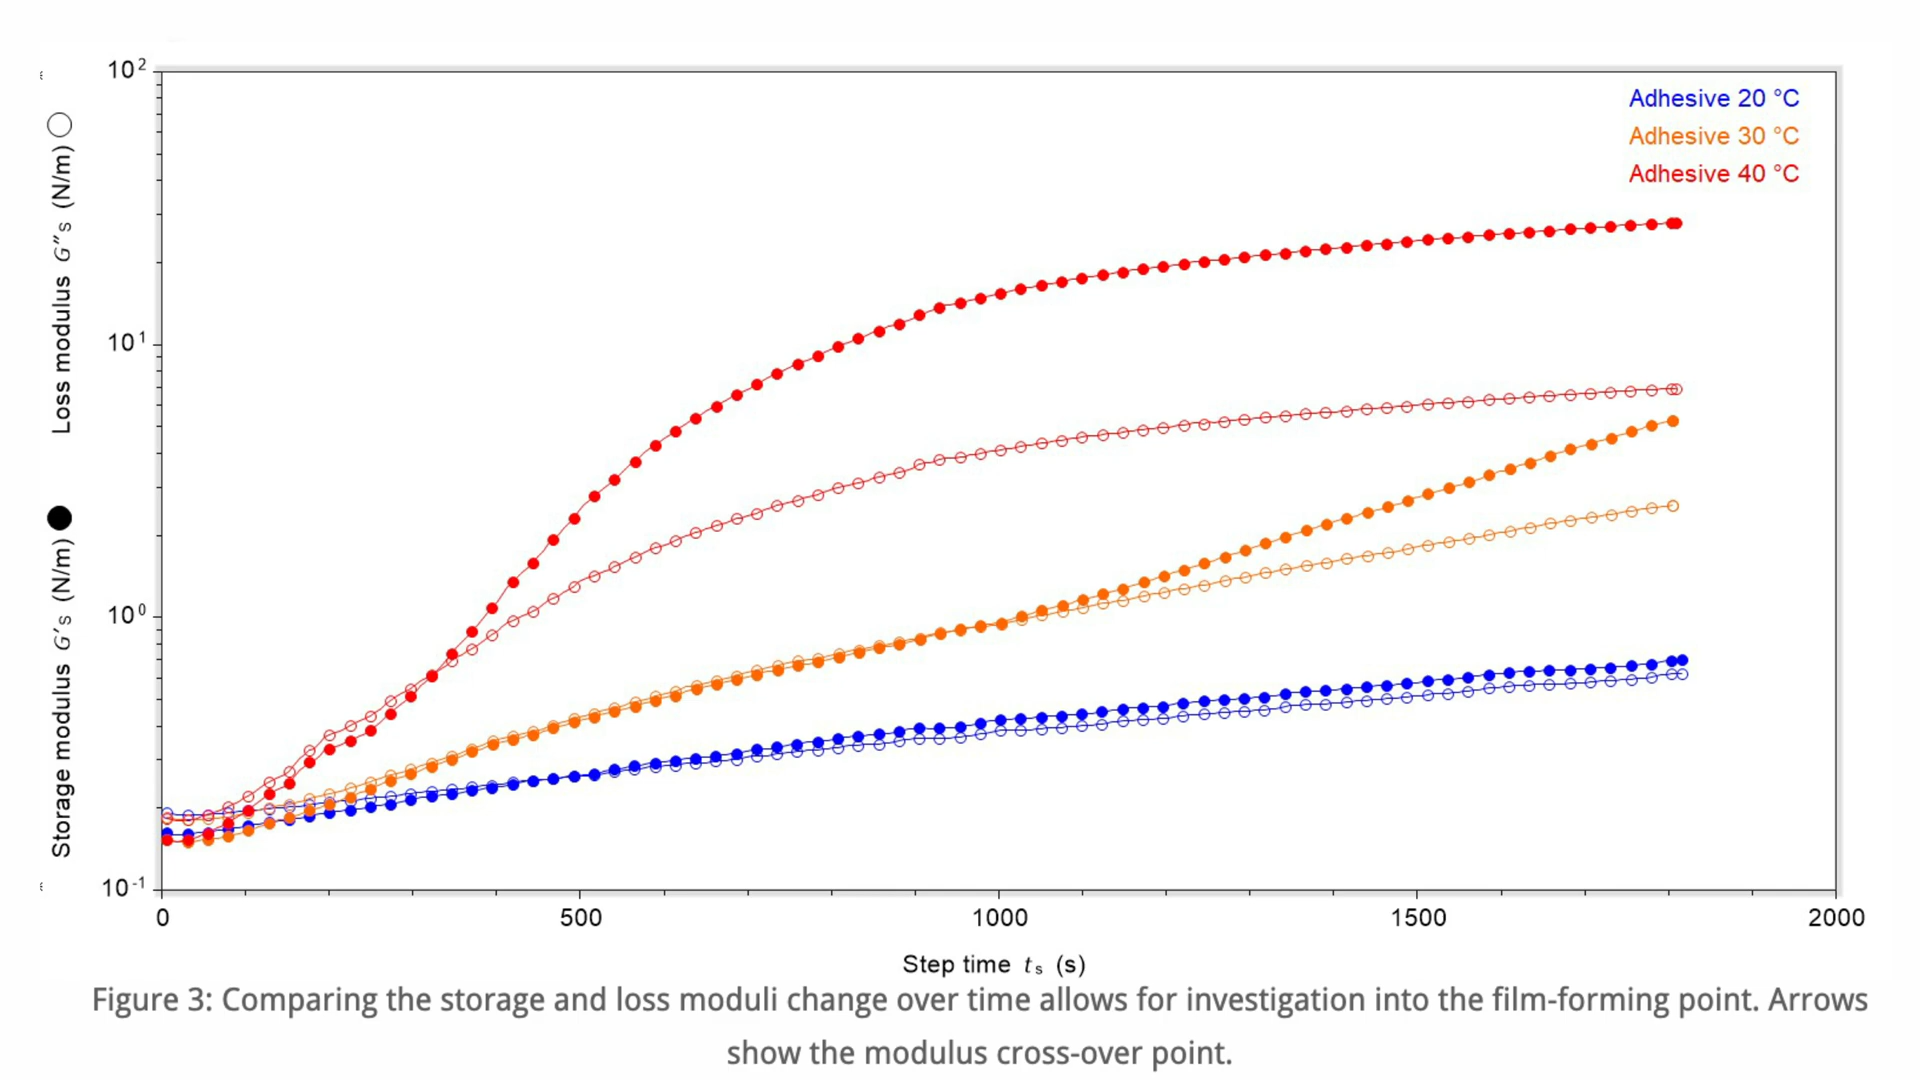 10²
10¹
10⁰
10⁻¹
Loss modulus G″s (N/m)
Storage modulus G′s (N/m)
Adhesive 20 °C
Adhesive 30 °C
Adhesive 40 °C
0 500 1000 1500 2000
Step time ts (s)
Figure 3: Comparing the storage and loss moduli change over time allows for investigation into the film-forming point. Arrows
show the modulus cross-over point.